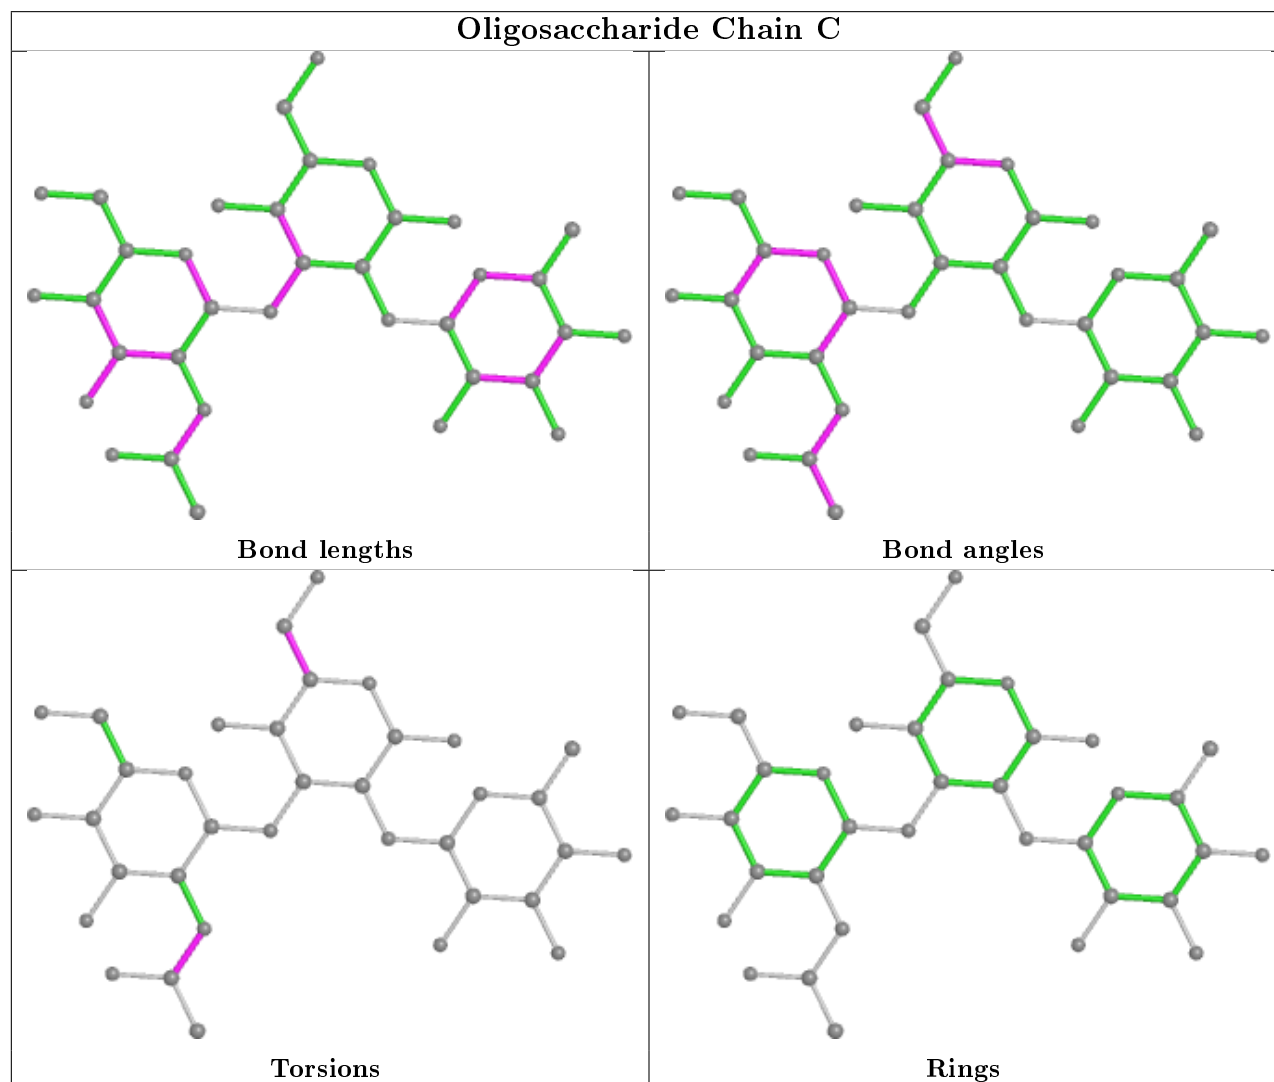 Oligosaccharide Chain C
Bond lengths
Bond angles
Torsions
Rings